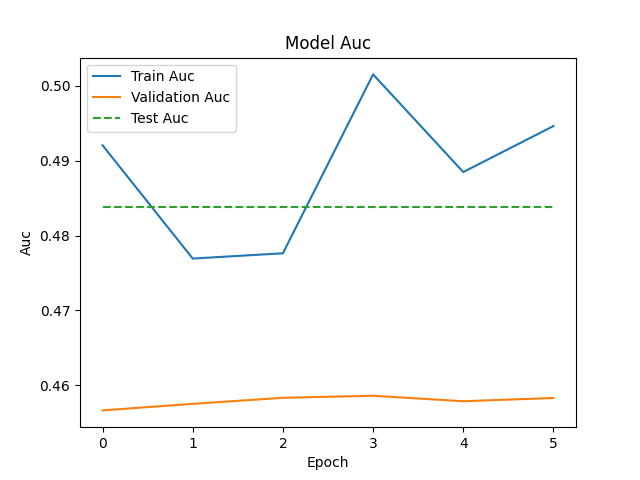 Model Auc
Train Auc
Validation Auc
Test Auc
0.50
0.49
0.48
0.47
0.46
Auc
0 1 2 3 4 5
Epoch